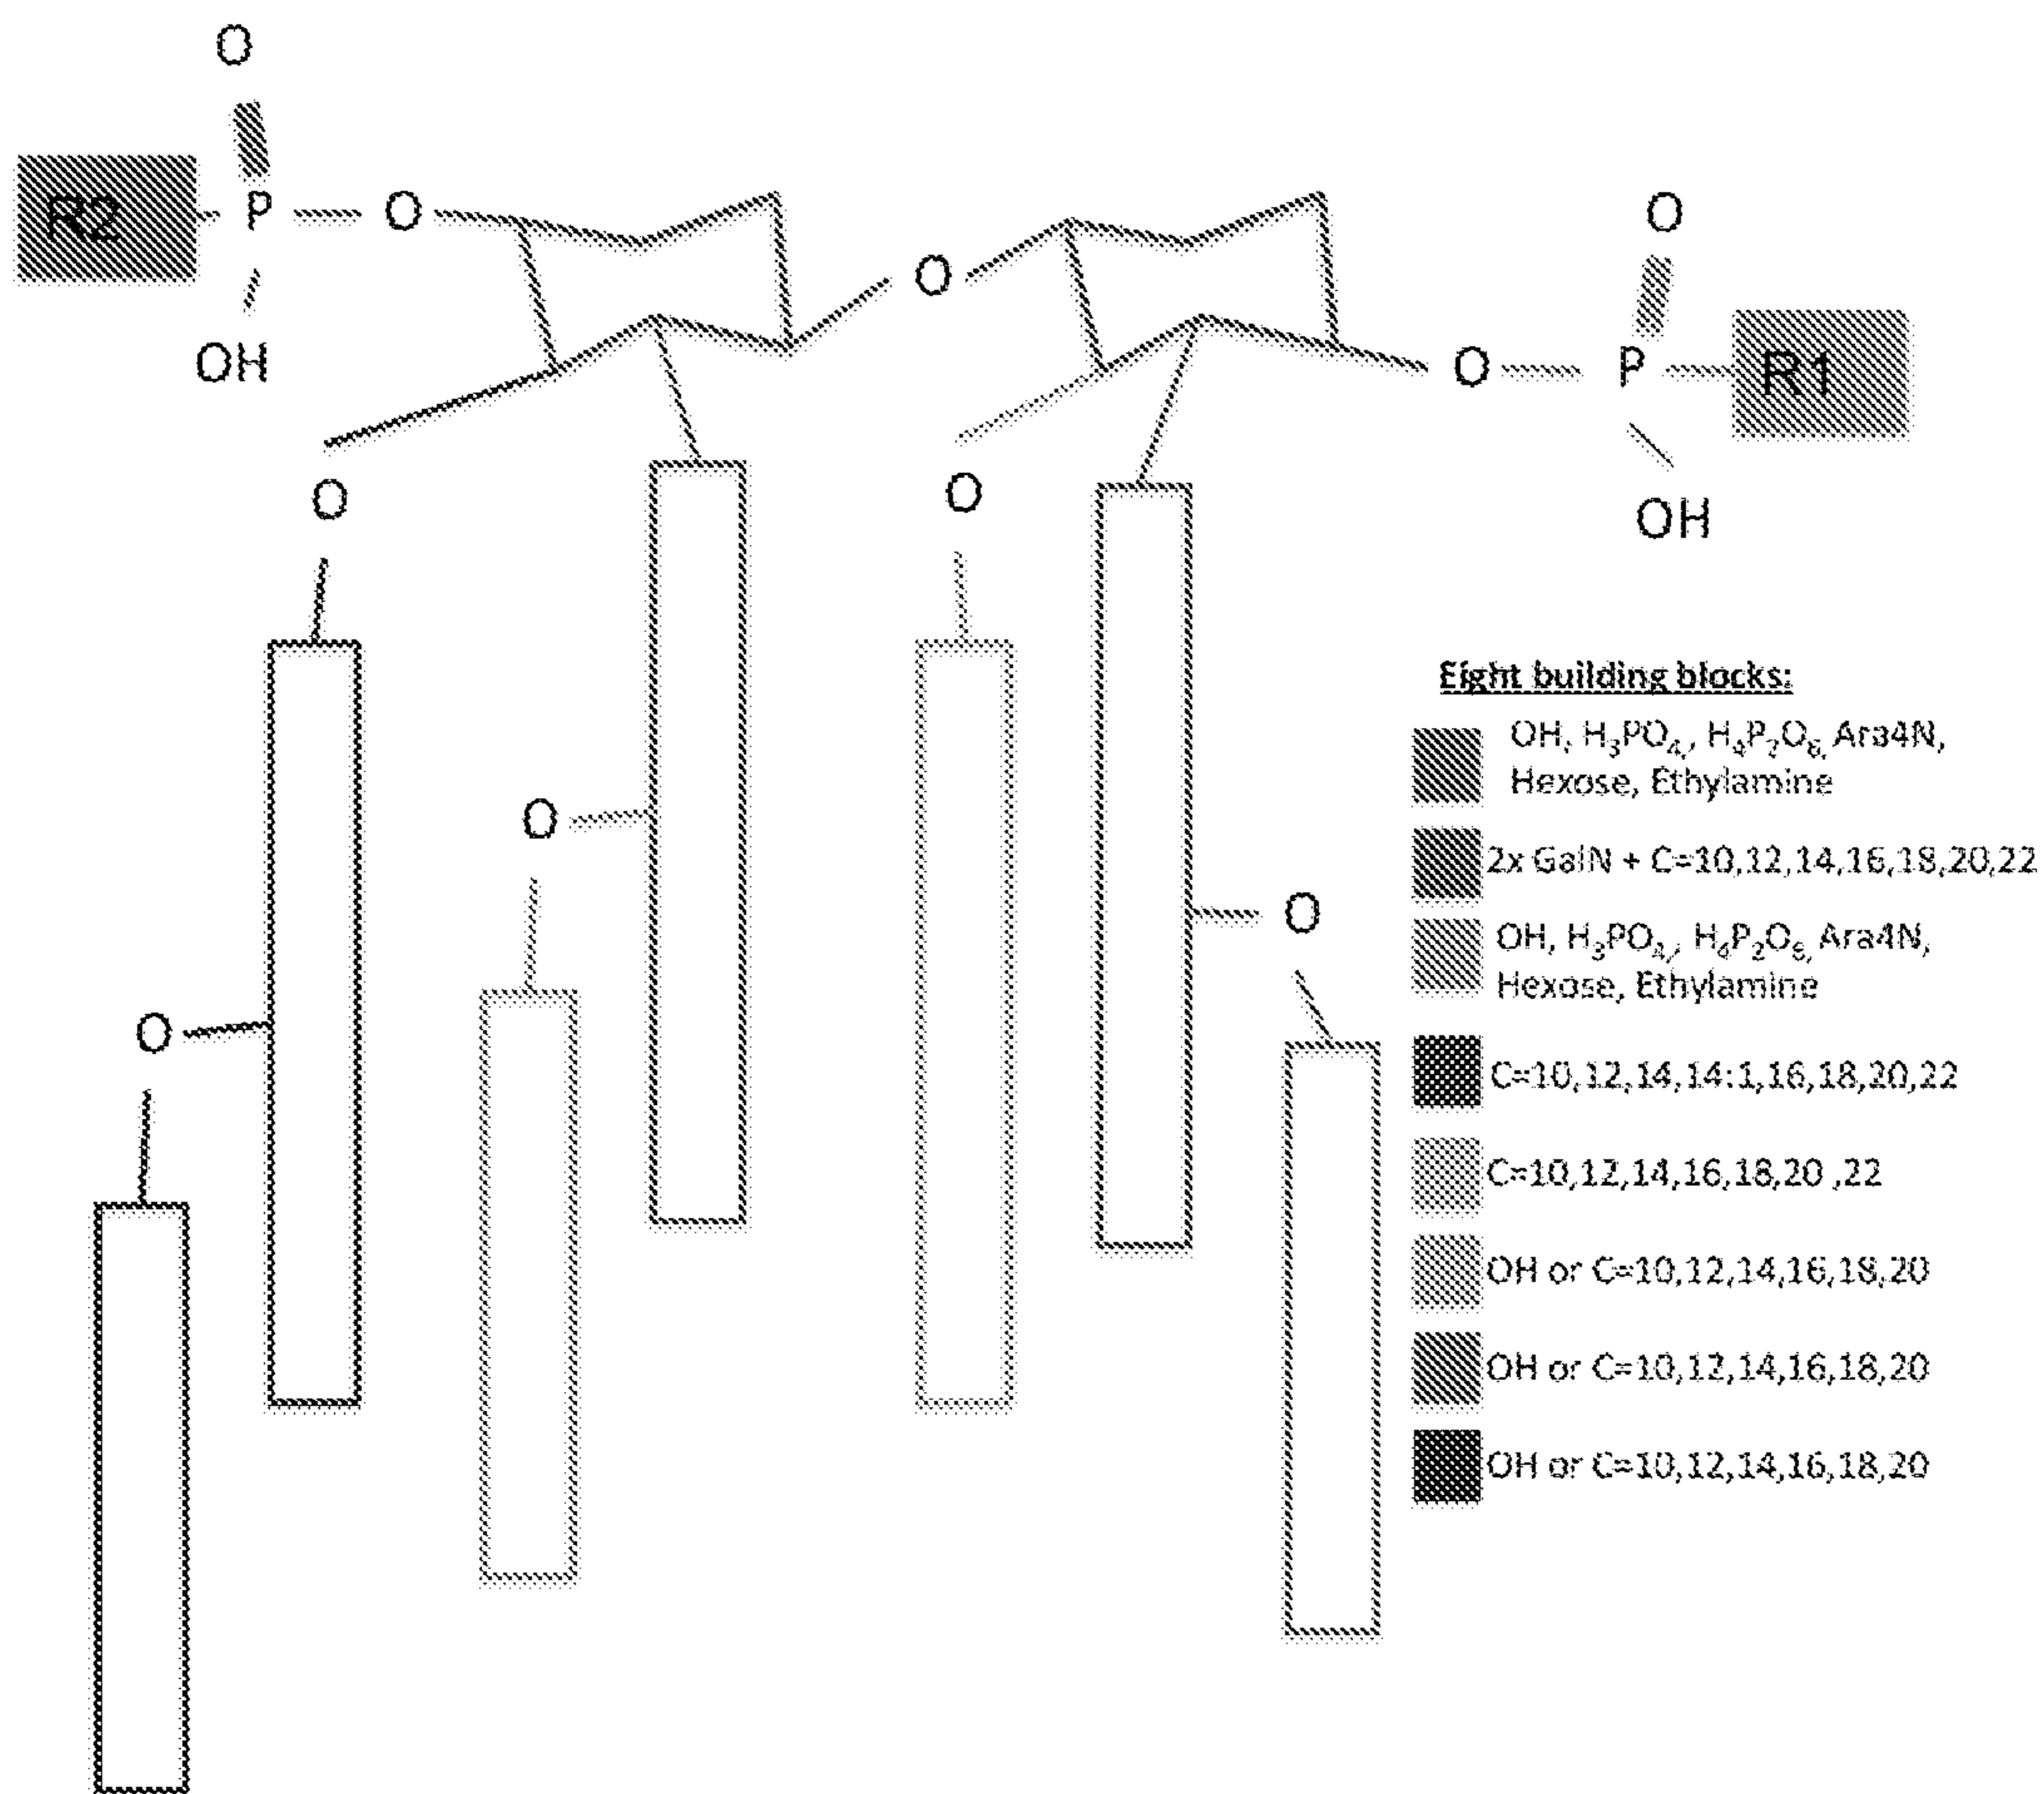 O
R2
P
O
OH
O
O
P
R1
O
OH
O
O
O
O
O
Eight building blocks:
OH, H₃PO₄, H₄P₂O₆, Ara4N,
Hexose, Ethylamine
2x GalN + C=10,12,14,16,18,20,22
OH, H₃PO₄, H₄P₂O₆, Ara4N,
Hexose, Ethylamine
C=10,12,14,14:1,16,18,20,22
C=10,12,14,16,18,20 ,22
OH or C=10,12,14,16,18,20
OH or C=10,12,14,16,18,20
OH or C=10,12,14,16,18,20